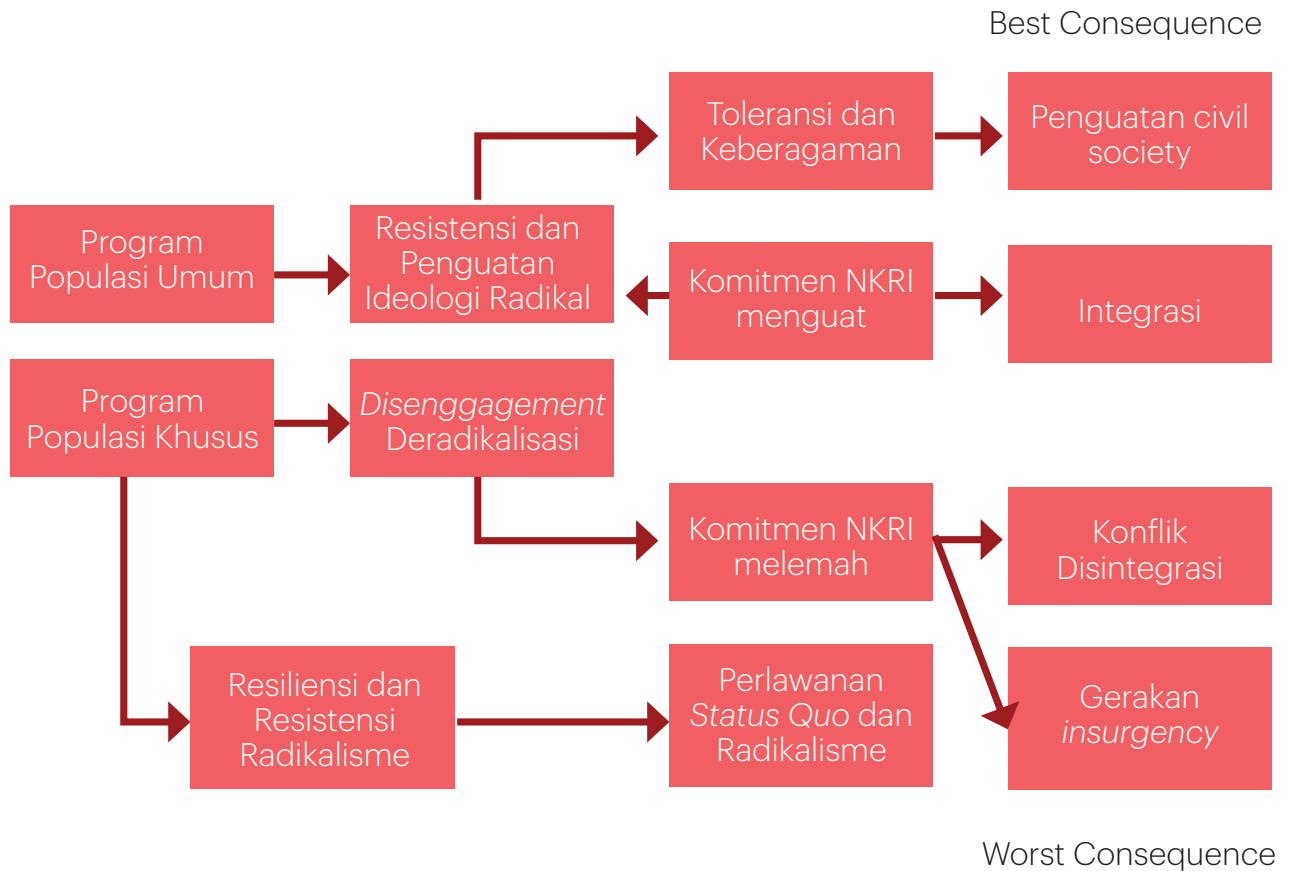 Best Consequence
Toleransi dan
Keberagaman
Penguatan civil
society
Program
Populasi Umum
Resistensi dan
Penguatan
Ideologi Radikal
Komitmen NKRI
menguat
Integrasi
Program
Populasi Khusus
Disenggagement
Deradikalisasi
Komitmen NKRI
melemah
Konflik
Disintegrasi
Resiliensi dan
Resistensi
Radikalisme
Perlawanan
Status Quo dan
Radikalisme
Gerakan
insurgency
Worst Consequence